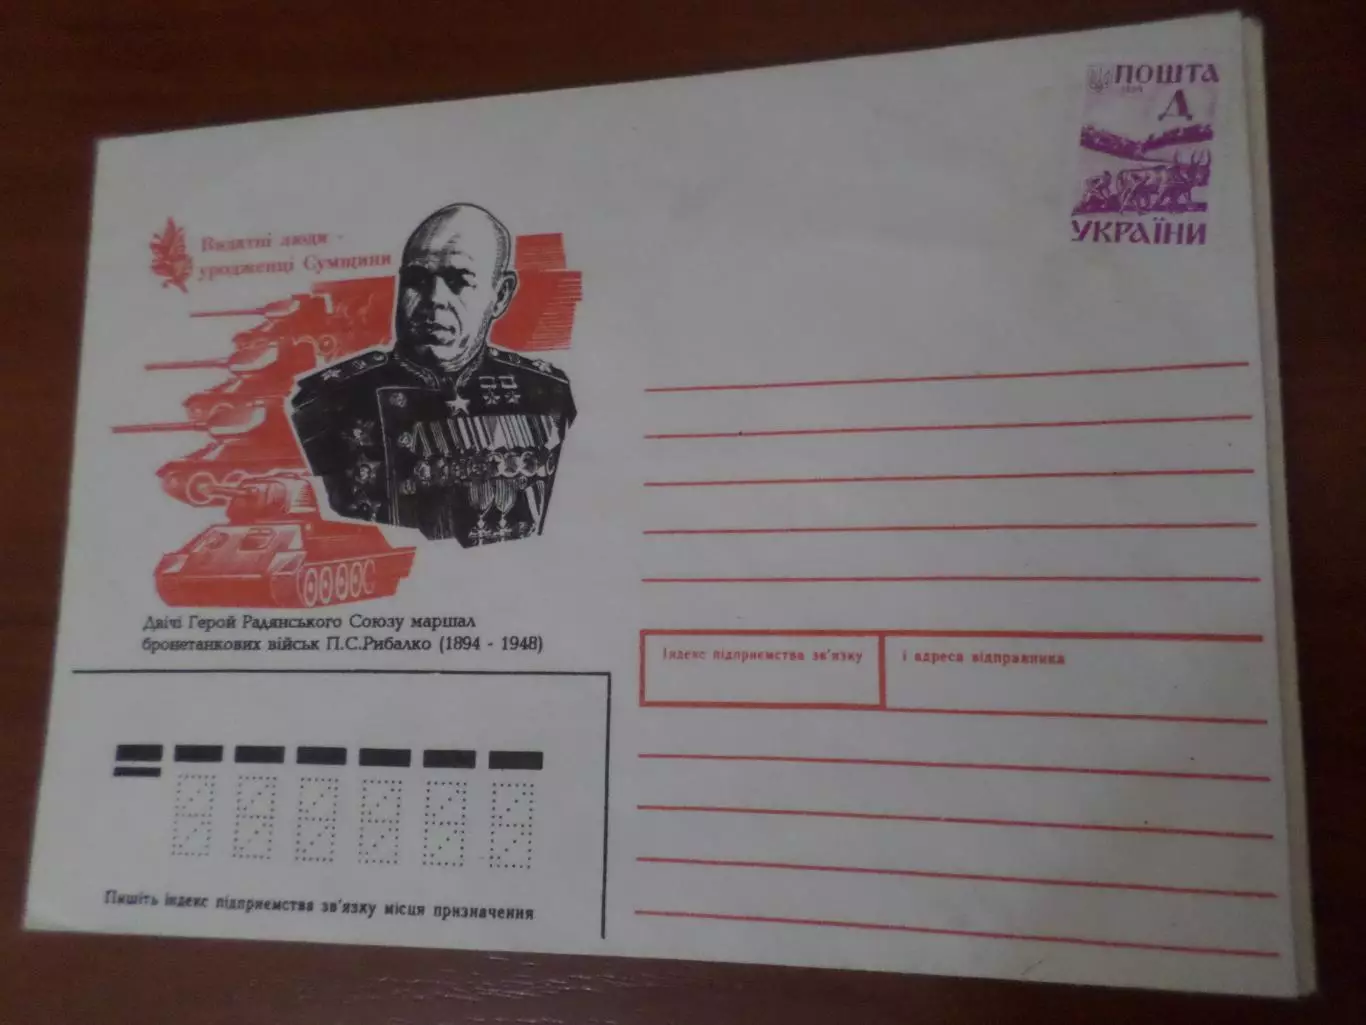 ПОШТА
Д
УКРАЇНИ
Видатні люди -
уродженці Сумщини
Двічі Герой Радянського Союзу маршал
бронетанкових військ П.С.Рибалко (1894 - 1948)
Індекс підприємства зв'язку
і адреса відправника
Пишіть індекс підприємства зв'язку місця призначення